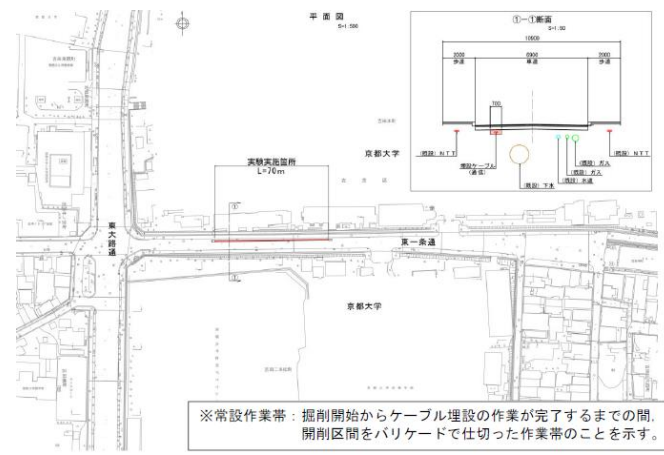 平面図
S=1:500
①-①断面
S=1:50
10800
2000
6900
2000
歩道
車道
歩道
700
(既設) NTT
埋設ケーブル
(通信)
(既設) 下水
(既設) 水道
(既設) ガス
(既設) ガス
(既設) NTT
京都大学
実験実施箇所
L=70m
東大路通
東一条通
京都大学
※常設作業帯：掘削開始からケーブル埋設の作業が完了するまでの間，
開削区間をバリケードで仕切った作業帯のことを示す。